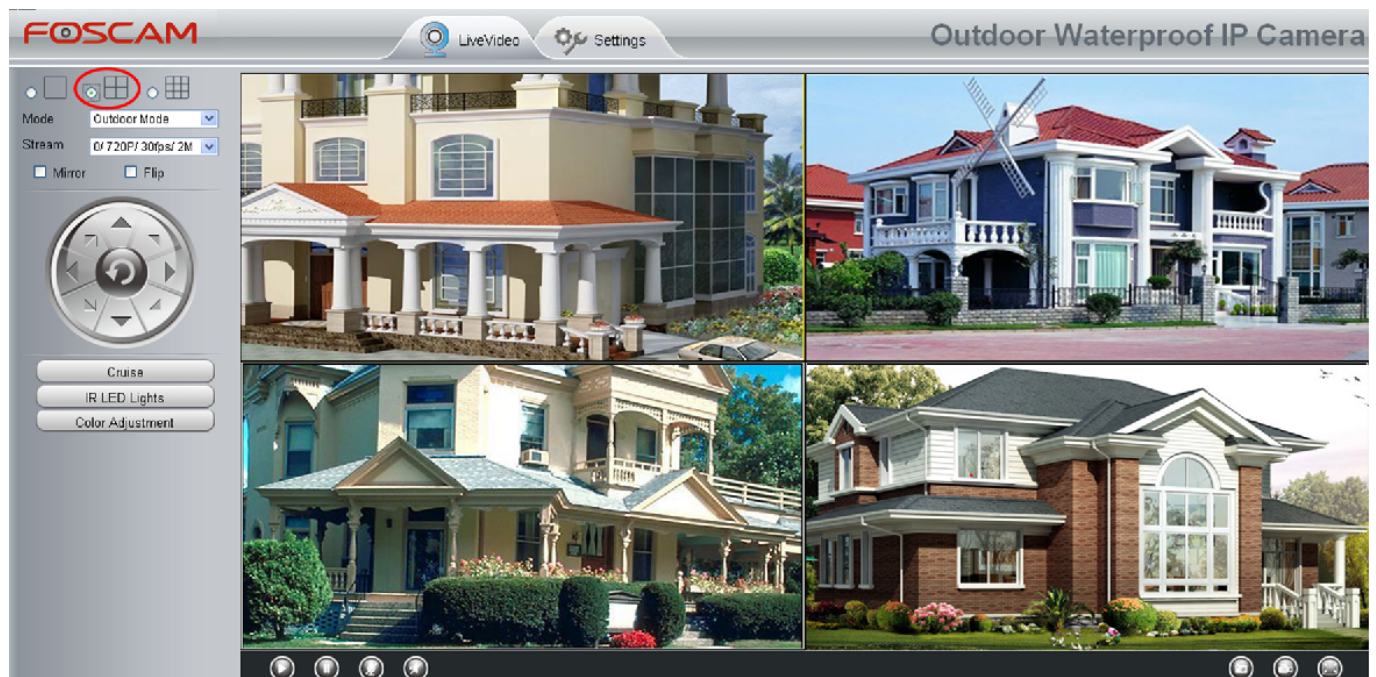 FOSCAM
LiveVideo
Settings
Outdoor Waterproof IP Camera
Mode
Outdoor Mode
Stream
0/ 720P/ 30fps/ 2M
Mirror
Flip
Cruise
IR LED Lights
Color Adjustment